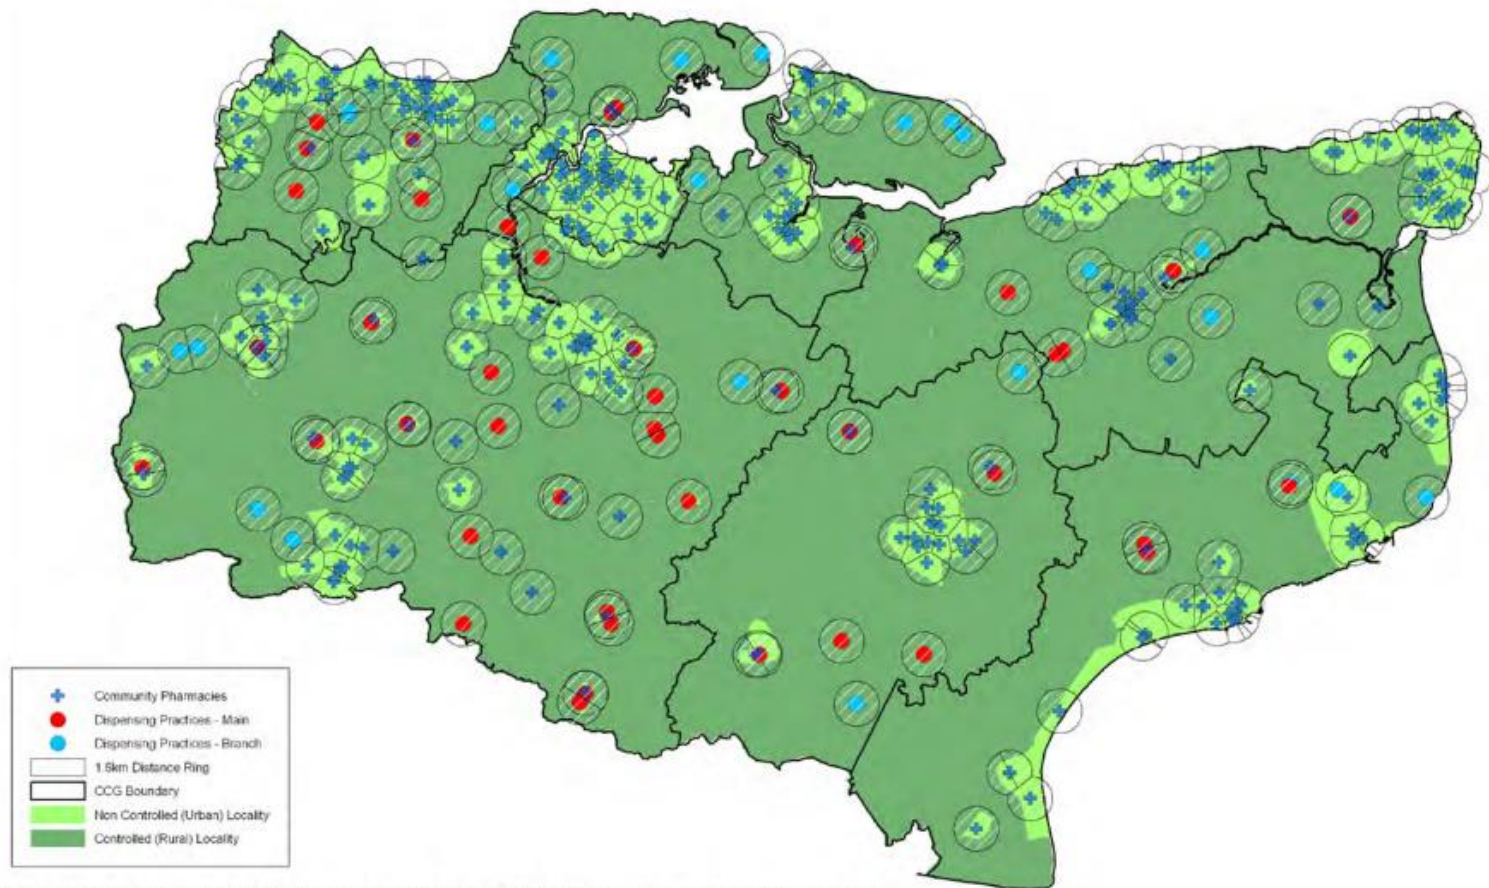 Community Pharmacies
Dispensing Practices - Main
Dispensing Practices - Branch
1.6km Distance Ring
CCG Boundary
Non Controlled (Urban) Locality
Controlled (Rural) Locality